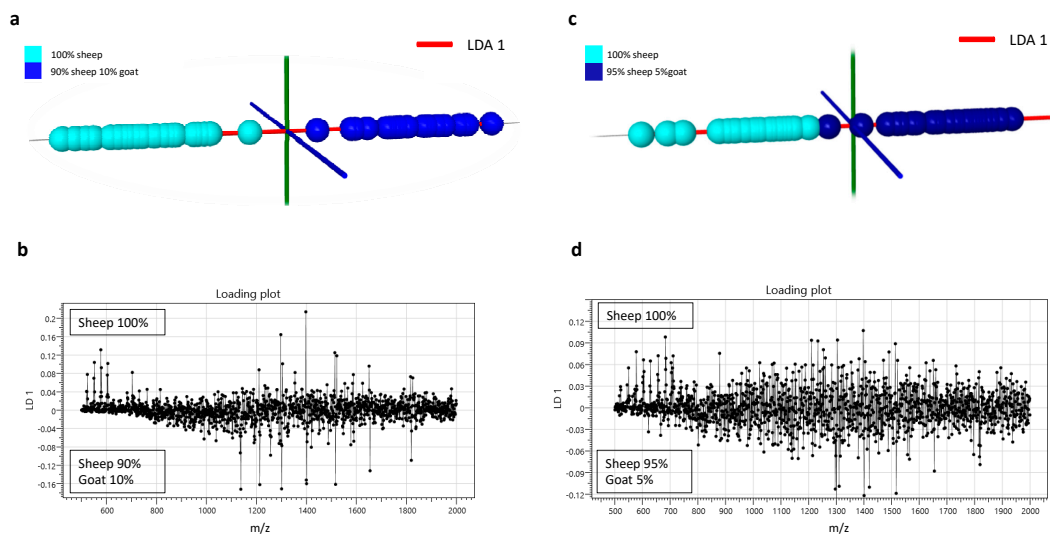 a
100% sheep
90% sheep 10% goat
LDA 1
b
Loading plot
Sheep 100%
Sheep 90%
Goat 10%
LD 1
0.2
0.16
0.12
0.08
0.04
0.00
-0.04
-0.08
-0.12
-0.16
600 800 1000 1200 1400 1600 1800 2000
m/z
c
100% sheep
95% sheep 5%goat
LDA 1
d
Loading plot
Sheep 100%
Sheep 95%
Goat 5%
LD 1
0.12
0.09
0.06
0.03
0.00
-0.03
-0.06
-0.09
-0.12
500 600 700 800 900 1000 1100 1200 1300 1400 1500 1600 1700 1800 1900 2000
m/z